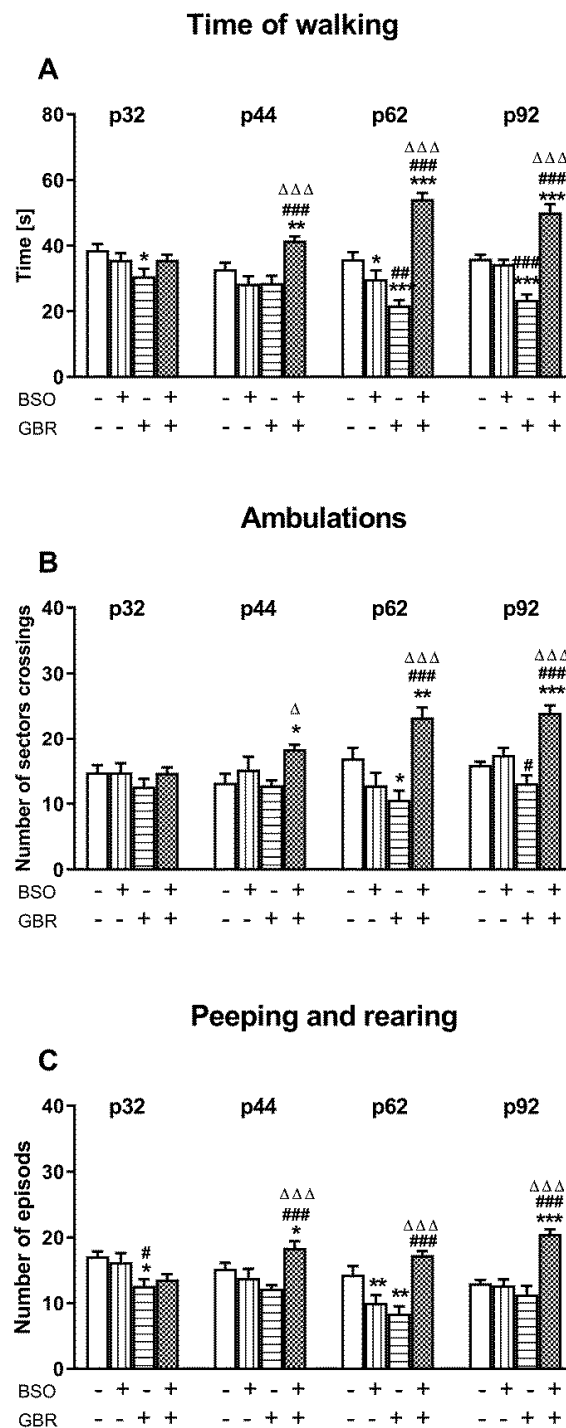 Time of walking
A
p32 p44 p62 p92
80
60
40
20
0
Time [s]
*
ΔΔΔ
###
**
*
##
***
ΔΔΔ
###
***
###
***
ΔΔΔ
###
***
BSO - + - + - + - + - + - + - + - +
GBR - - + + - - + + - - + + - - + +
Ambulations
B
p32 p44 p62 p92
40
30
20
10
0
Number of sectors crossings
Δ
*
*
ΔΔΔ
###
**
#
ΔΔΔ
###
***
BSO - + - + - + - + - + - + - + - +
GBR - - + + - - + + - - + + - - + +
Peeping and rearing
C
p32 p44 p62 p92
40
30
20
10
0
Number of episods
#
*
ΔΔΔ
###
*
**
**
ΔΔΔ
###
ΔΔΔ
###
***
BSO - + - + - + - + - + - + - + - +
GBR - - + + - - + + - - + + - - + +